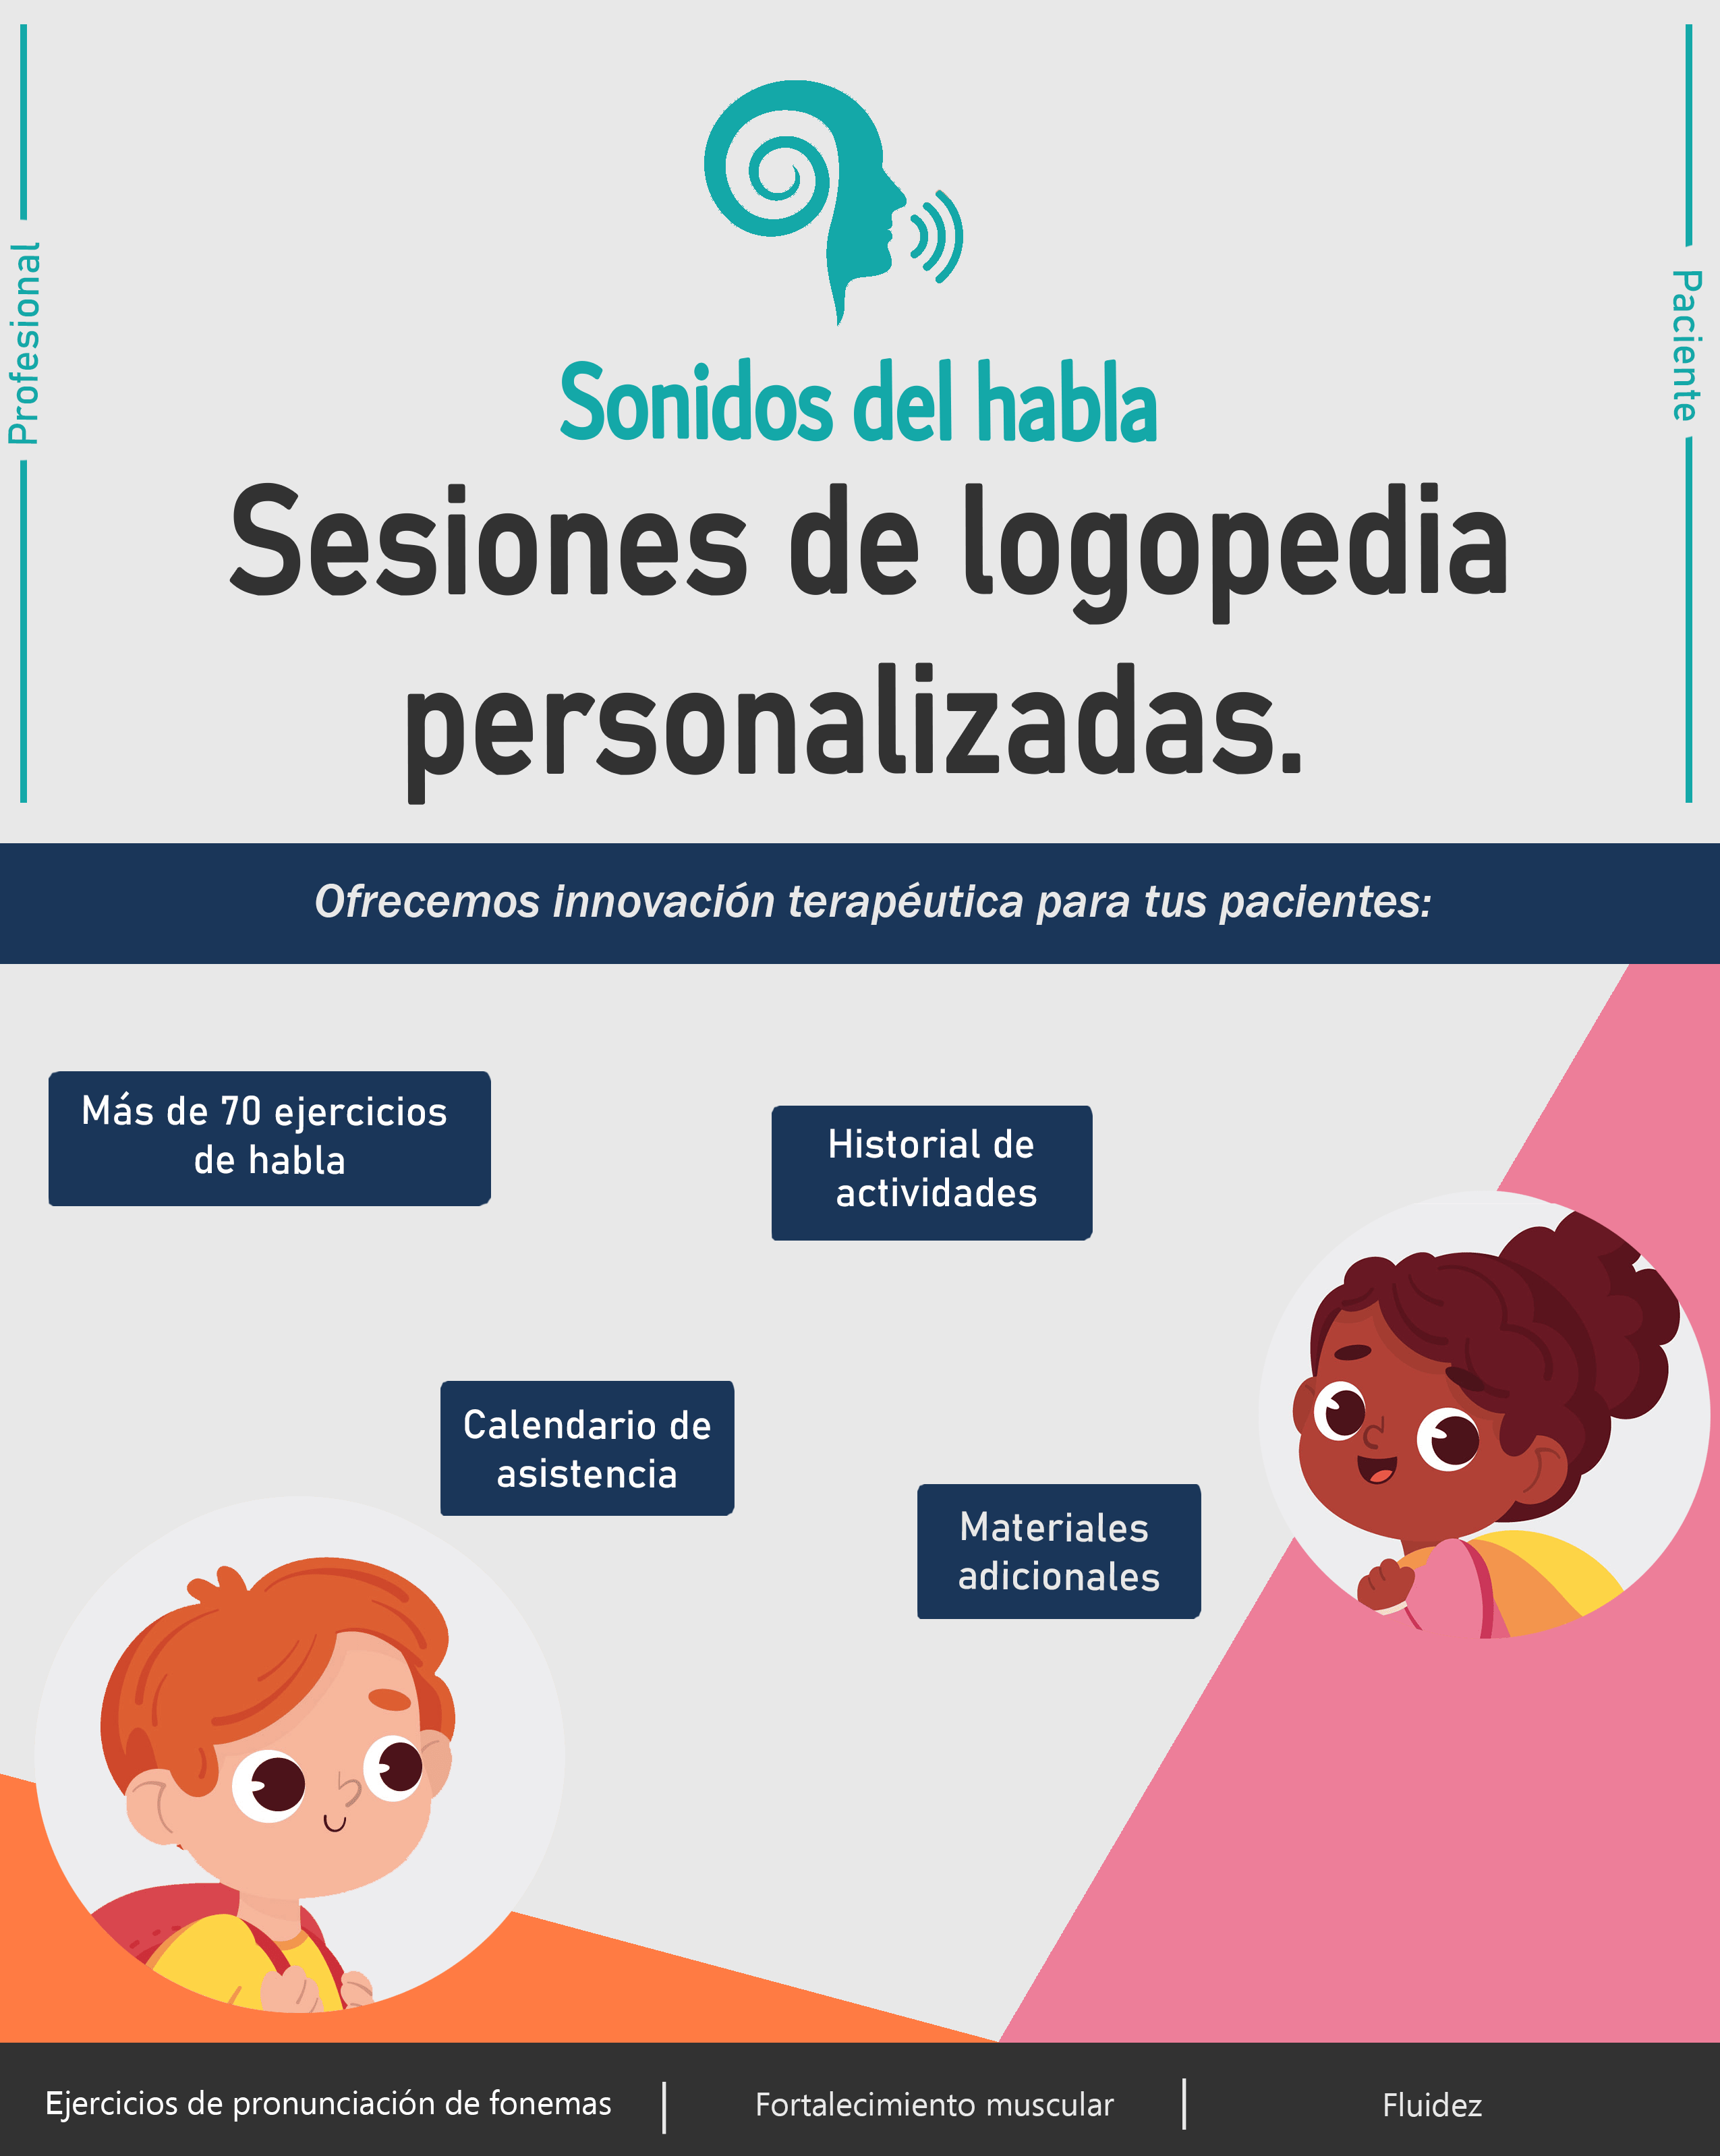 Profesional
Paciente
Sonidos del habla
Sesiones de logopedia
personalizadas.
Ofrecemos innovación terapéutica para tus pacientes:
Más de 70 ejercicios
de habla
Historial de
actividades
Calendario de
asistencia
Materiales
adicionales
Ejercicios de pronunciación de fonemas
Fortalecimiento muscular
Fluidez